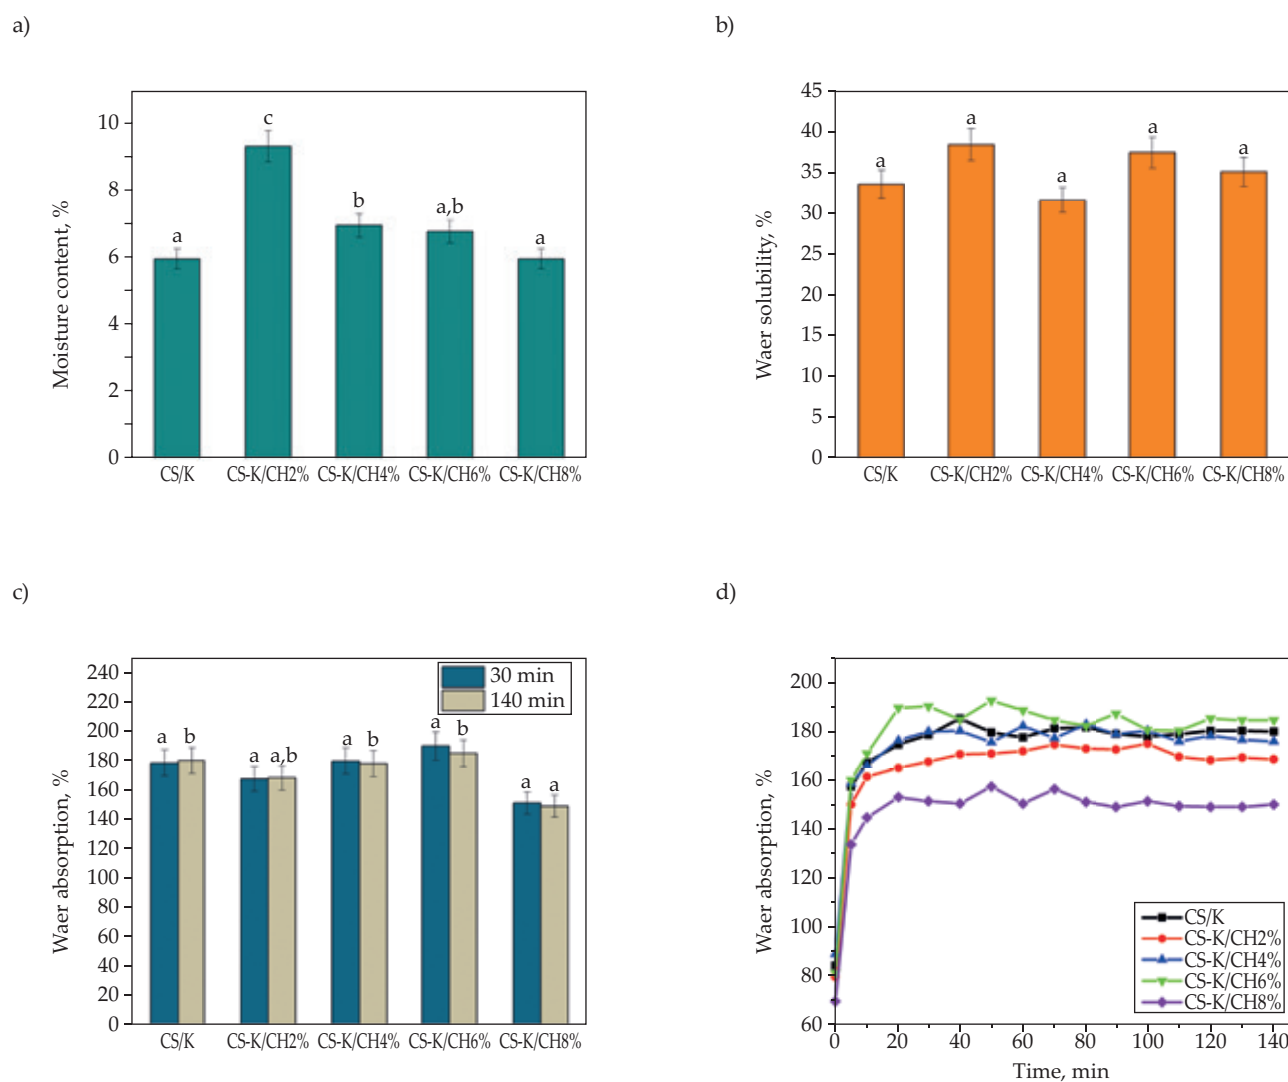 a)
Moisture content, %
10
8
6
4
2
0
a
c
b
a,b
a
CS/K
CS-K/CH2%
CS-K/CH4%
CS-K/CH6%
CS-K/CH8%
b)
Waer solubility, %
45
40
35
30
25
20
15
10
5
0
a
a
a
a
a
CS/K
CS-K/CH2%
CS-K/CH4%
CS-K/CH6%
CS-K/CH8%
c)
Waer absorption, %
240
220
200
180
160
140
120
100
80
60
40
20
0
30 min
140 min
a b
a a,b
a b
a b
a a
CS/K
CS-K/CH2%
CS-K/CH4%
CS-K/CH6%
CS-K/CH8%
d)
Waer absorption, %
200
180
160
140
120
100
80
60
CS/K
CS-K/CH2%
CS-K/CH4%
CS-K/CH6%
CS-K/CH8%
0 20 40 60 80 100 120 140
Time, min